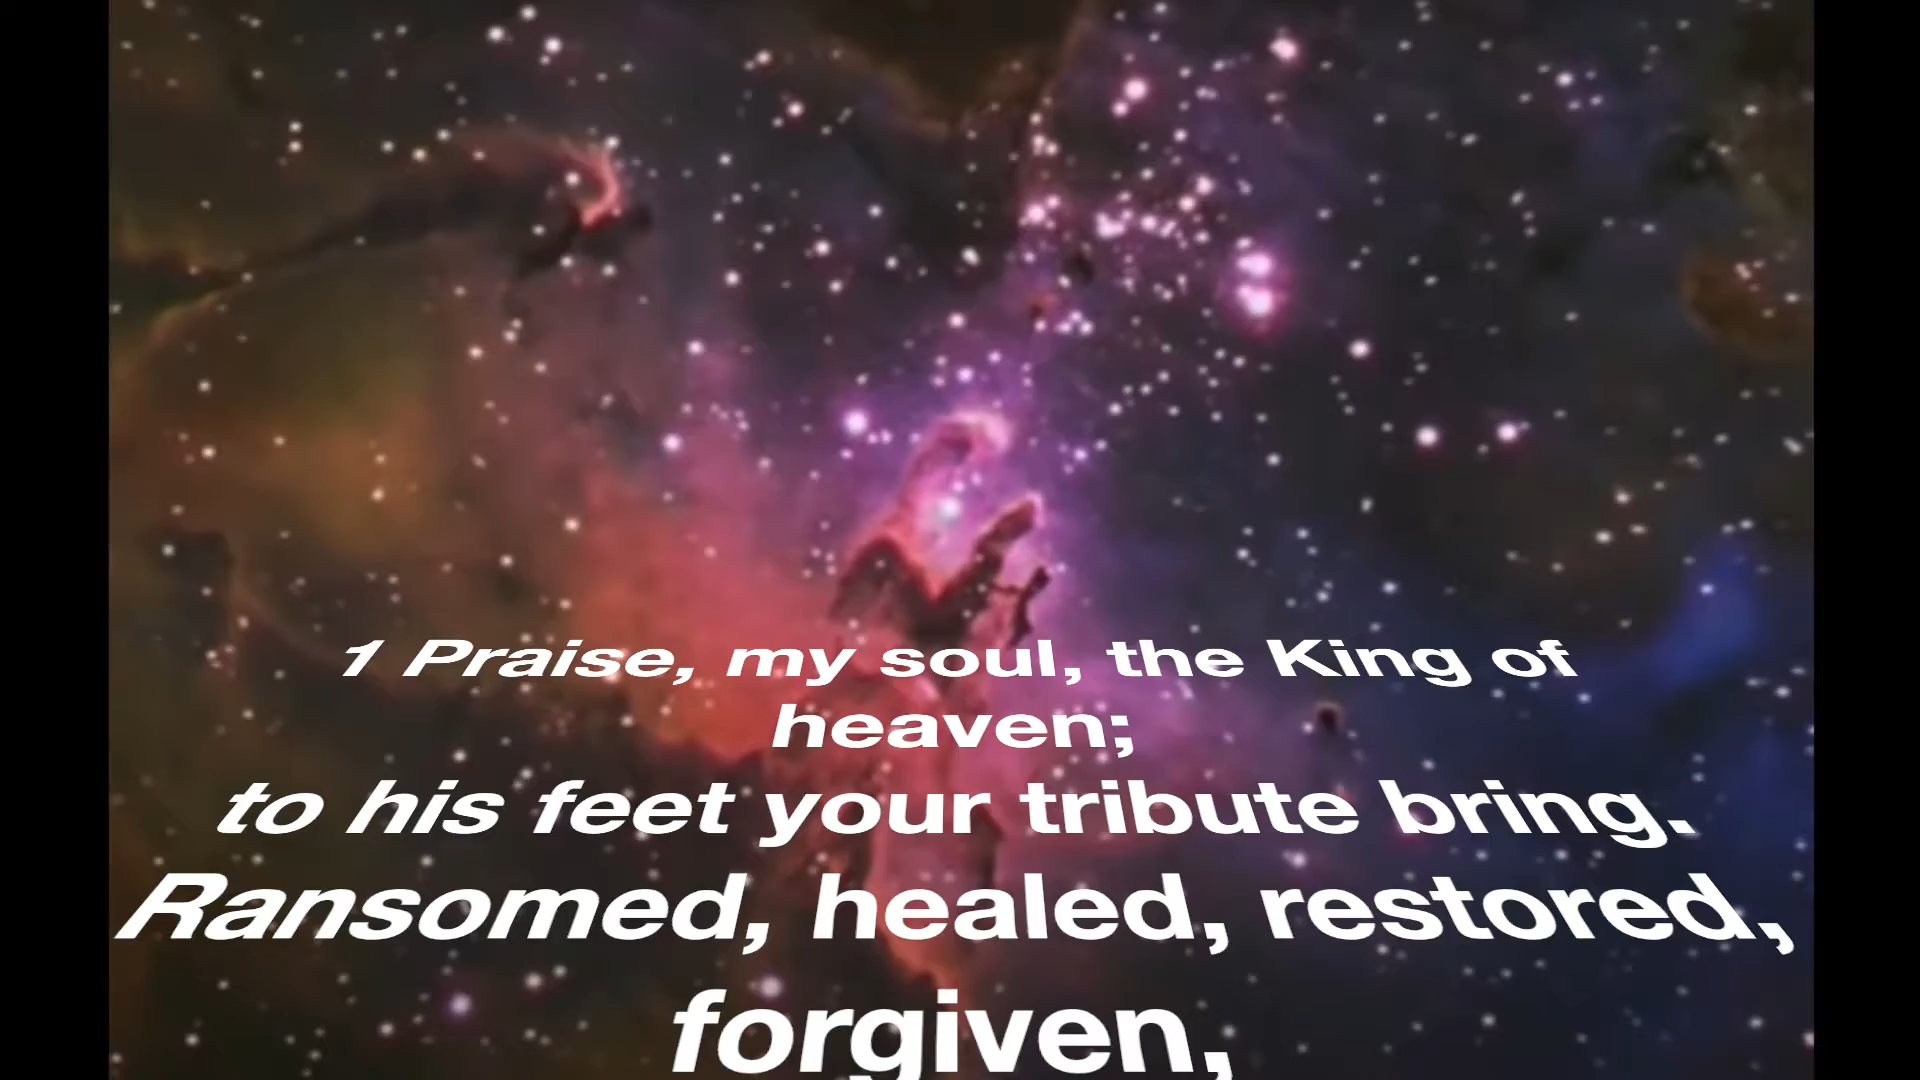 1 Praise, my soul, the King of
heaven;
to his feet your tribute bring.
Ransomed, healed, restored,
forgiven,